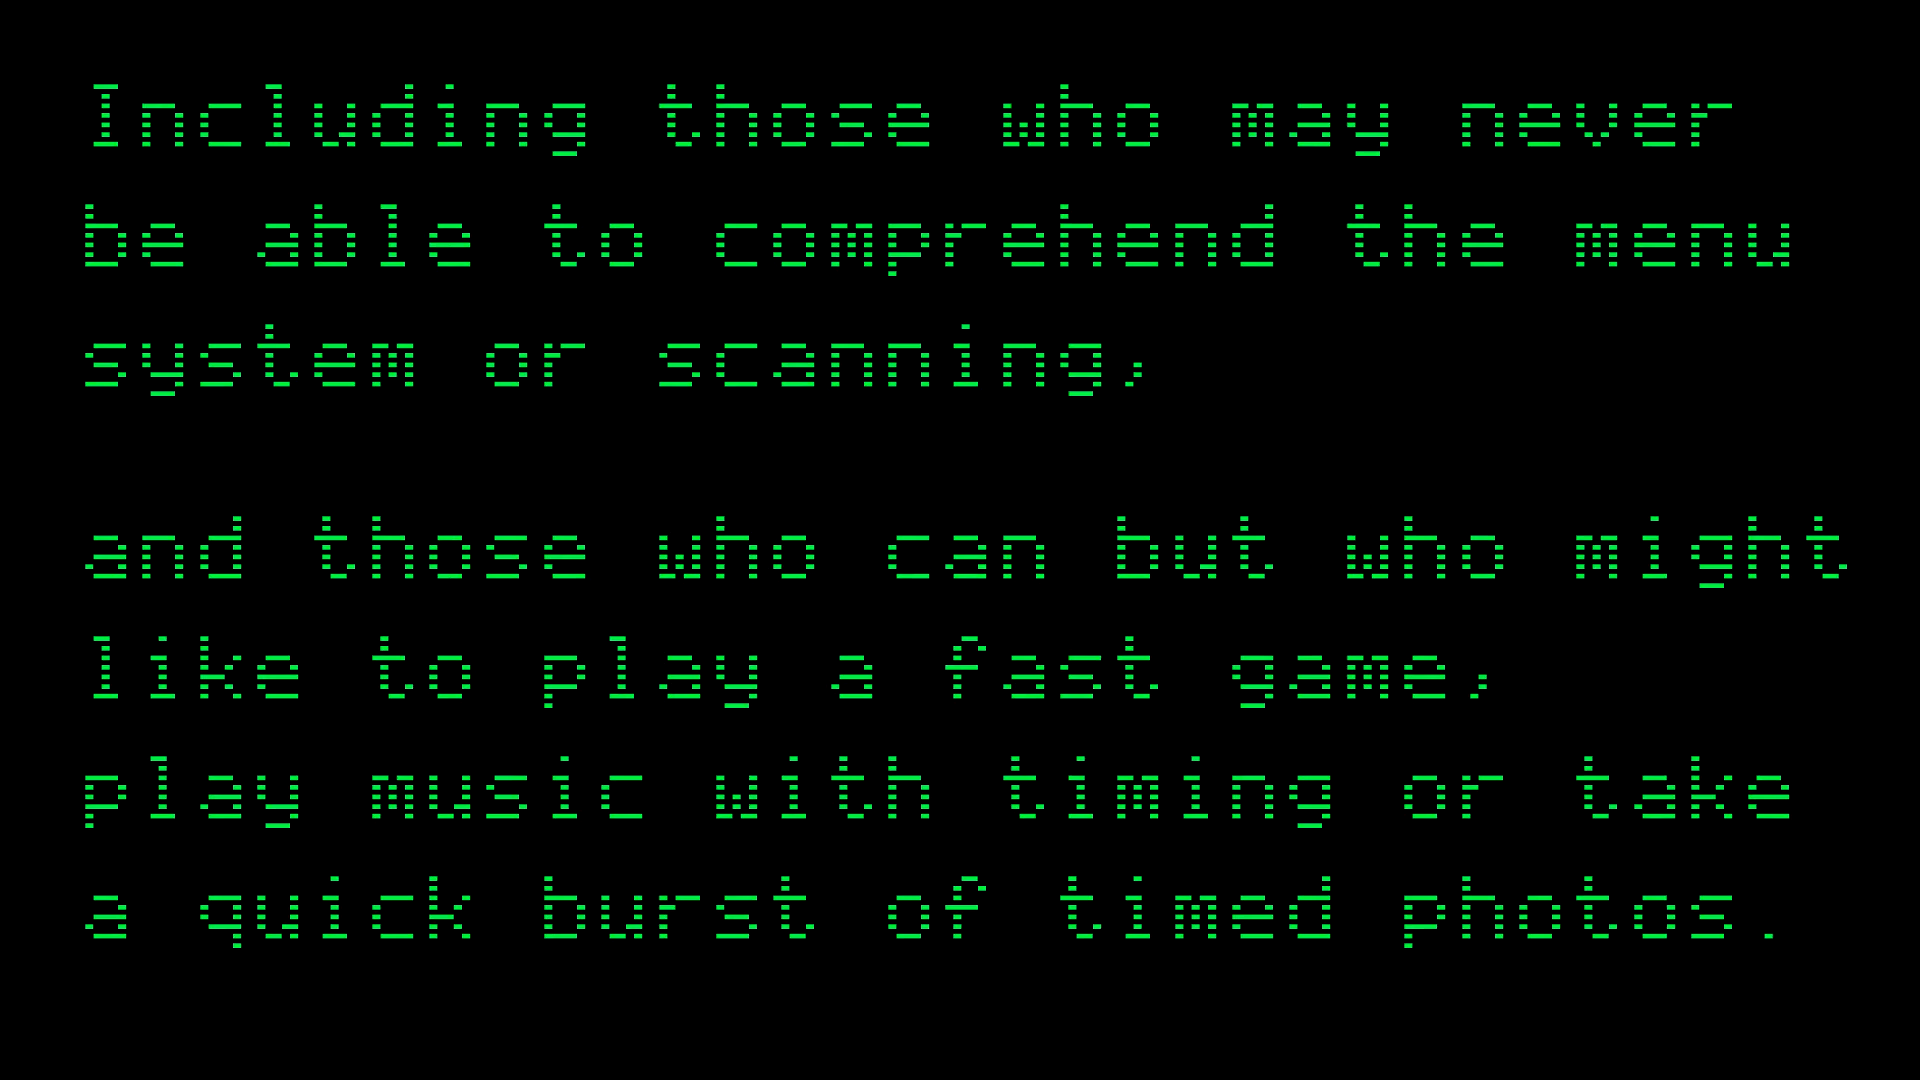 Including those who may never
be able to comprehend the menu
system or scanning,
and those who can but who might
like to play a fast game,
play music with timing or take
a quick burst of timed photos.